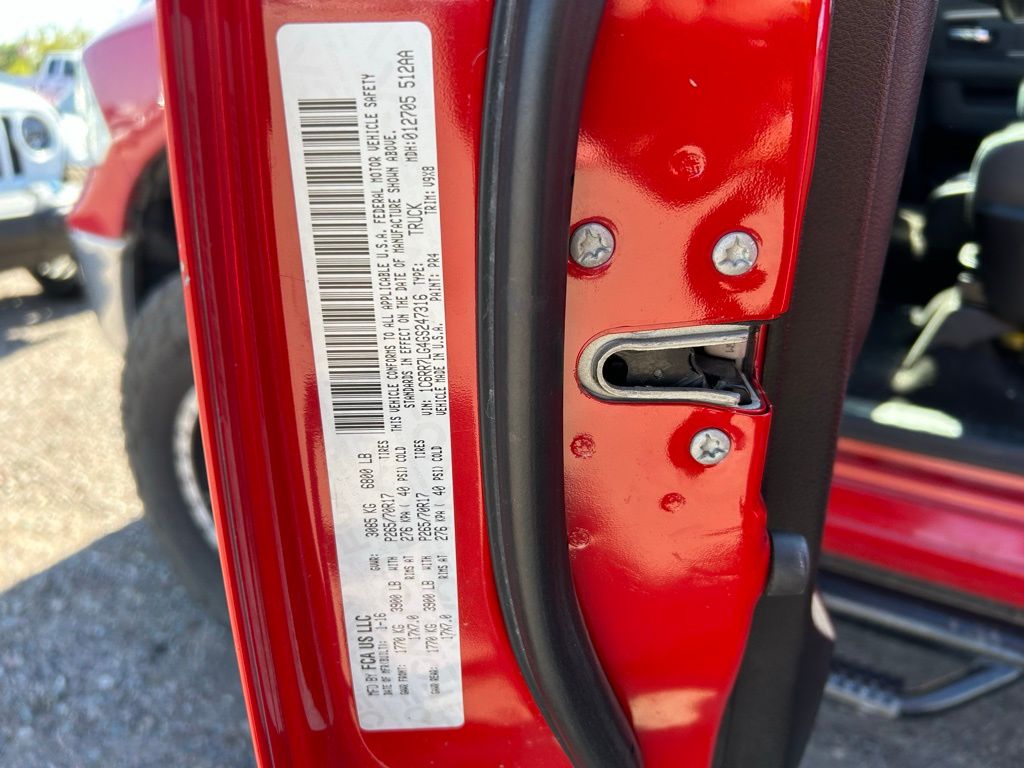 MFD BY FCA US LLC
DATE OF MFR(BUILT): 1-16 GVWR: 3085 KG 6800 LB
GAWR FRONT: 1770 KG 3900 LB WITH P265/70R17 TIRES
17X7.0 RIMS AT 276 KPA ( 40 PSI) COLD
GAWR REAR: 1770 KG 3900 LB WITH P265/70R17 TIRES
17X7.0 RIMS AT 276 KPA ( 40 PSI) COLD
THIS VEHICLE CONFORMS TO ALL APPLICABLE U.S.A. FEDERAL MOTOR VEHICLE SAFETY
STANDARDS IN EFFECT ON THE DATE OF MANUFACTURE SHOWN ABOVE.
VIN: 1C6RR7LG4GS247316 TYPE: TRUCK MDH:012705 512AA
VEHICLE MADE IN U.S.A. PAINT: PR4 TRIM: V9X8